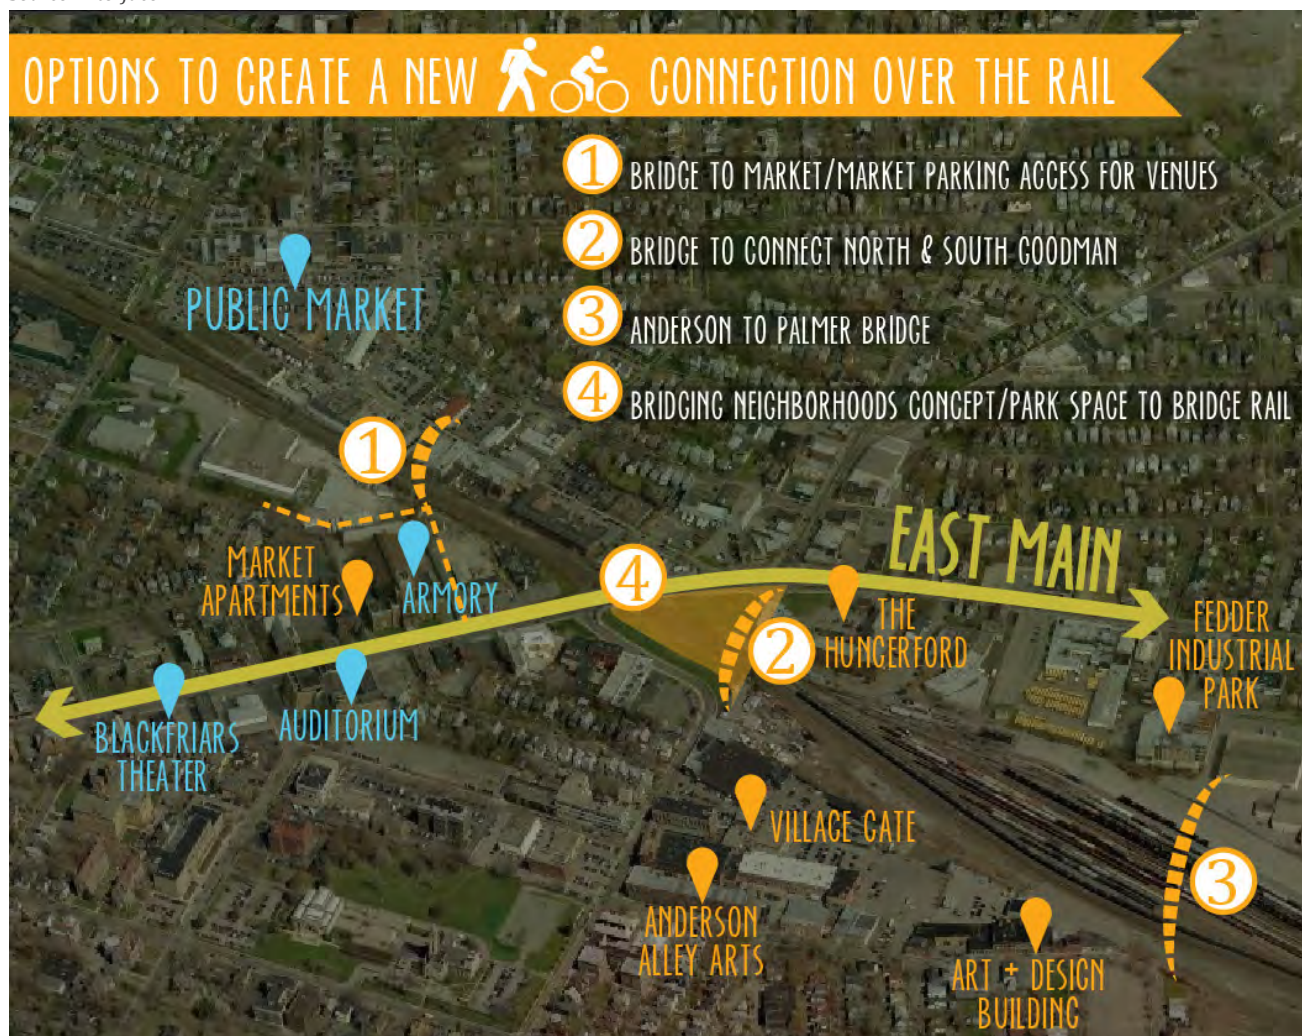 OPTIONS TO CREATE A NEW CONNECTION OVER THE RAIL
1 BRIDGE TO MARKET/MARKET PARKING ACCESS FOR VENUES
2 BRIDGE TO CONNECT NORTH & SOUTH GOODMAN
3 ANDERSON TO PALMER BRIDGE
4 BRIDGING NEIGHBORHOODS CONCEPT/PARK SPACE TO BRIDGE RAIL
PUBLIC MARKET
1
MARKET
APARTMENTS
ARMORY
4
EAST MAIN
2
THE
HUNGERFORD
FEDDER
INDUSTRIAL
PARK
BLACKFRIARS
THEATER
AUDITORIUM
VILLAGE GATE
3
ANDERSON
ALLEY ARTS
ART + DESIGN
BUILDING